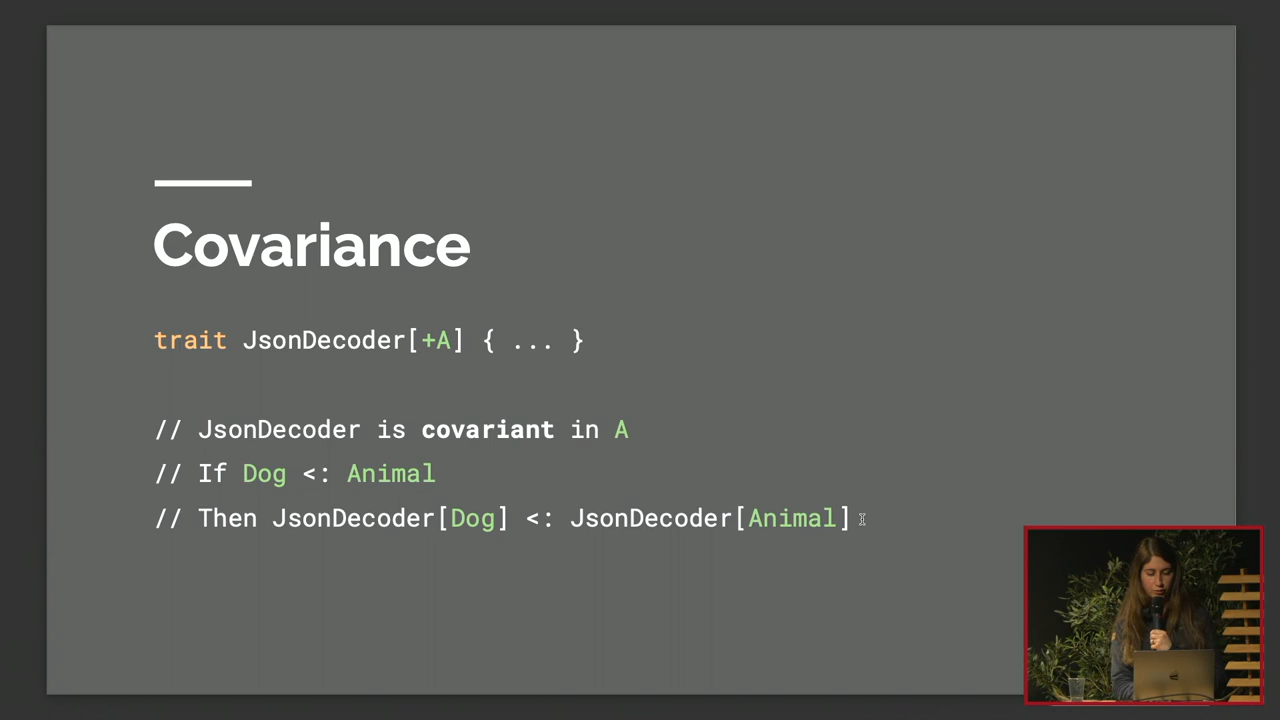 Covariance
trait JsonDecoder[+A] { ... }
// JsonDecoder is covariant in A
// If Dog <: Animal
// Then JsonDecoder[Dog] <: JsonDecoder[Animal]